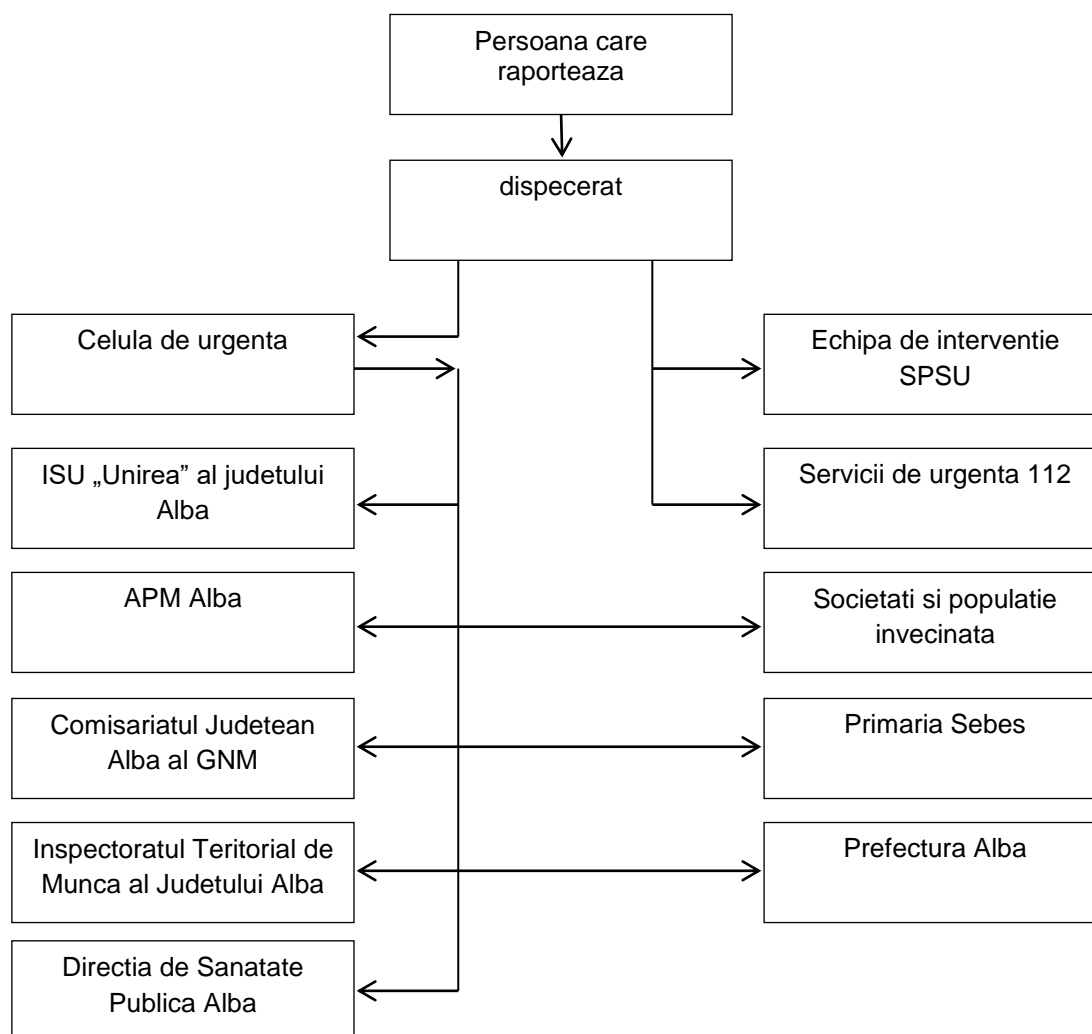 Persoana care
raporteaza
dispecerat
Celula de urgenta
Echipa de interventie
SPSU
ISU „Unirea” al judetului
Alba
Servicii de urgenta 112
APM Alba
Societati si populatie
invecinata
Comisariatul Judetean
Alba al GNM
Primaria Sebes
Inspectoratul Teritorial de
Munca al Judetului Alba
Prefectura Alba
Directia de Sanatate
Publica Alba